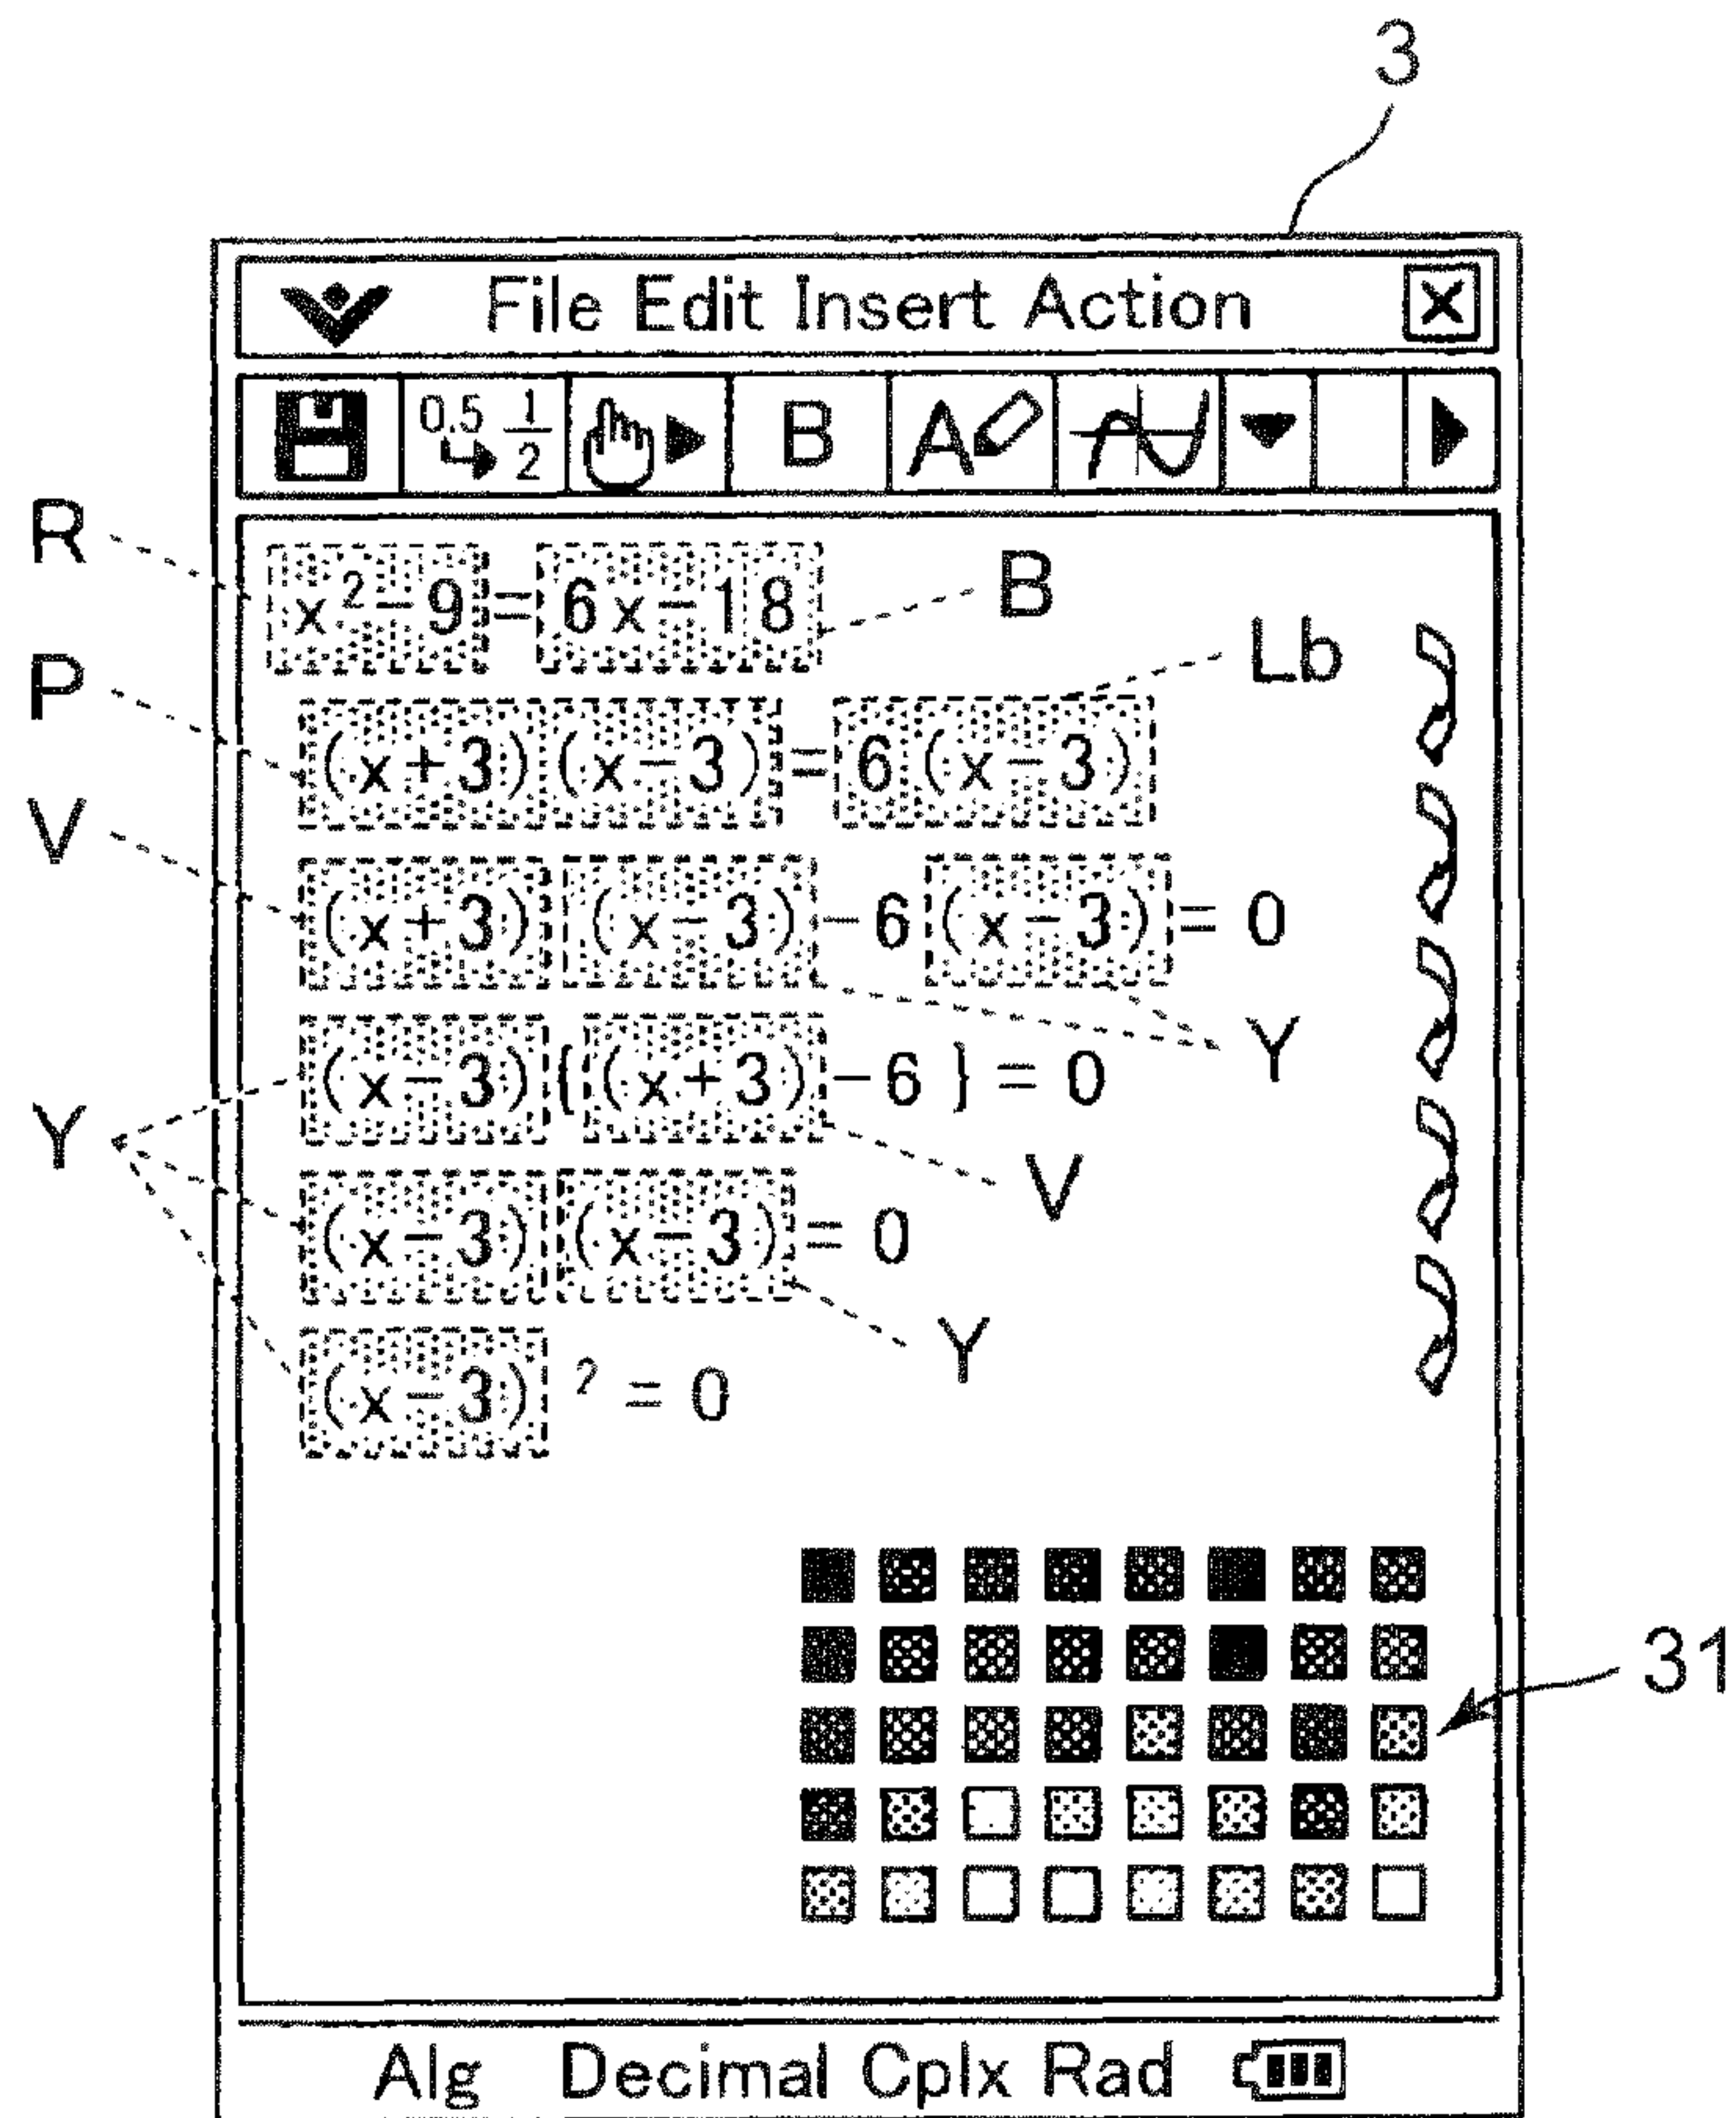 3
File Edit Insert Action
0.5 1/2 B A
R x²-9=6x-18 B
P (x+3)(x-3)=6(x-3) Lb
V (x+3)(x-3)-6(x-3)=0 Y
Y (x-3){(x+3)-6}=0 V
(x-3)(x-3)=0 Y
(x-3)²=0
31
Alg Decimal Cplx Rad